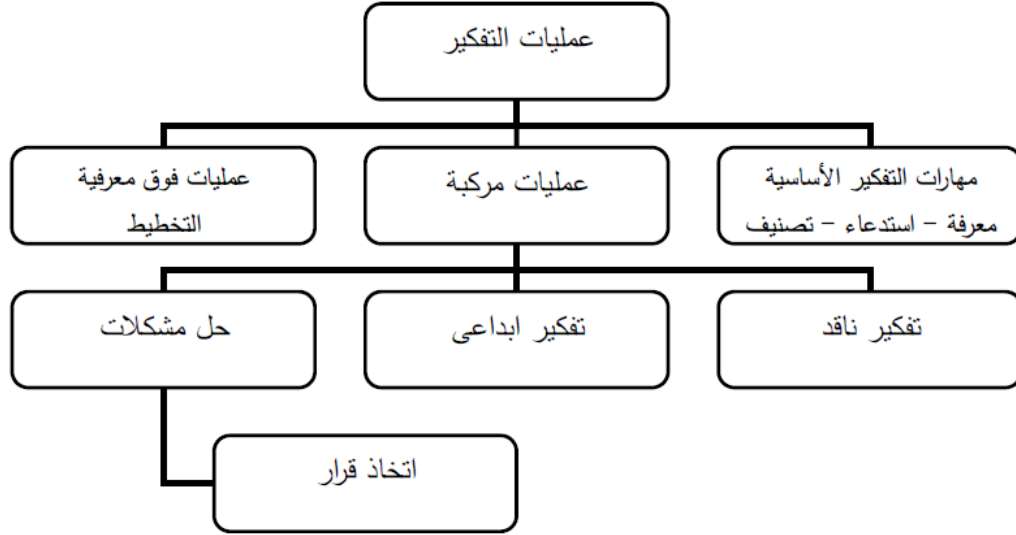 عمليات التفكير
مهارات التفكير الأساسية
معرفة - استدعاء - تصنيف
عمليات مركبة
عمليات فوق معرفية
التخطيط
تفكير ناقد
تفكير ابداعى
حل مشكلات
اتخاذ قرار